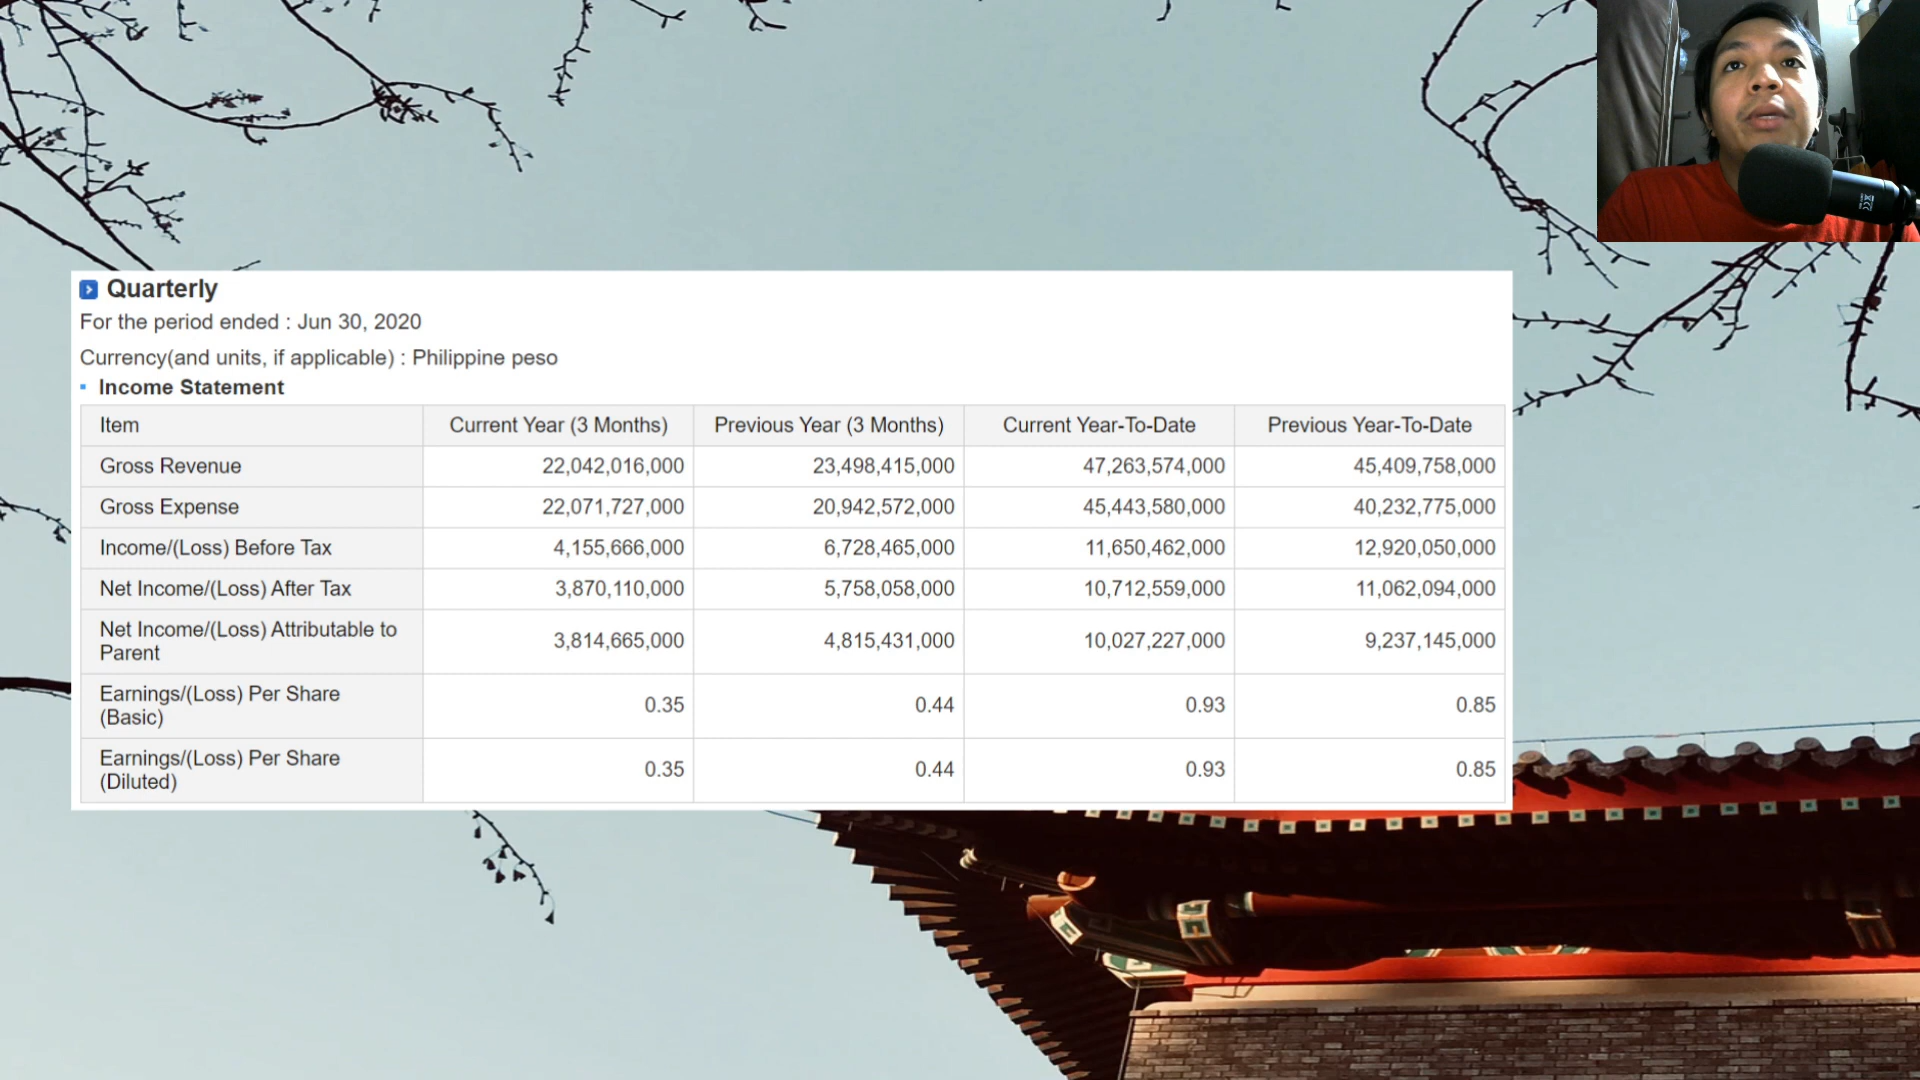 Quarterly
For the period ended : Jun 30, 2020
Currency(and units, if applicable) : Philippine peso
Income Statement
Item Current Year (3 Months) Previous Year (3 Months) Current Year-To-Date Previous Year-To-Date
Gross Revenue 22,042,016,000 23,498,415,000 47,263,574,000 45,409,758,000
Gross Expense 22,071,727,000 20,942,572,000 45,443,580,000 40,232,775,000
Income/(Loss) Before Tax 4,155,666,000 6,728,465,000 11,650,462,000 12,920,050,000
Net Income/(Loss) After Tax 3,870,110,000 5,758,058,000 10,712,559,000 11,062,094,000
Net Income/(Loss) Attributable to
Parent 3,814,665,000 4,815,431,000 10,027,227,000 9,237,145,000
Earnings/(Loss) Per Share
(Basic) 0.35 0.44 0.93 0.85
Earnings/(Loss) Per Share
(Diluted) 0.35 0.44 0.93 0.85